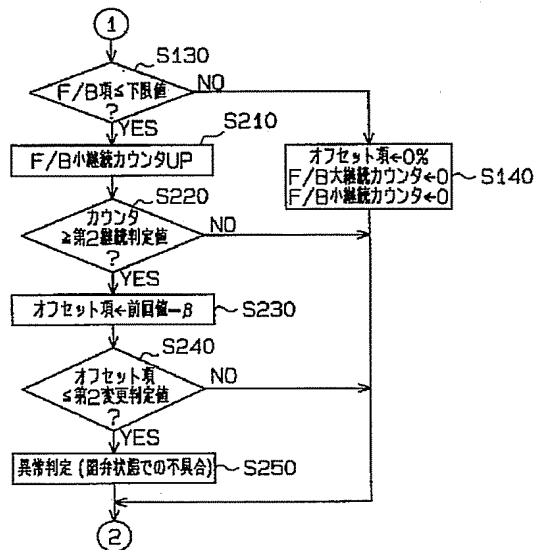 1
S130
F/B項≦下限値
?
NO
YES
S210
F/B小継続カウンタUP
オフセット項←0%
F/B大継続カウンタ←0
F/B小継続カウンタ←0
S140
S220
カウンタ
≧第2継続判定値
?
NO
YES
オフセット項←前回値-β
S230
S240
オフセット項
≦第2変更判定値
?
NO
YES
異常判定(閉弁状態での不具合)
S250
2